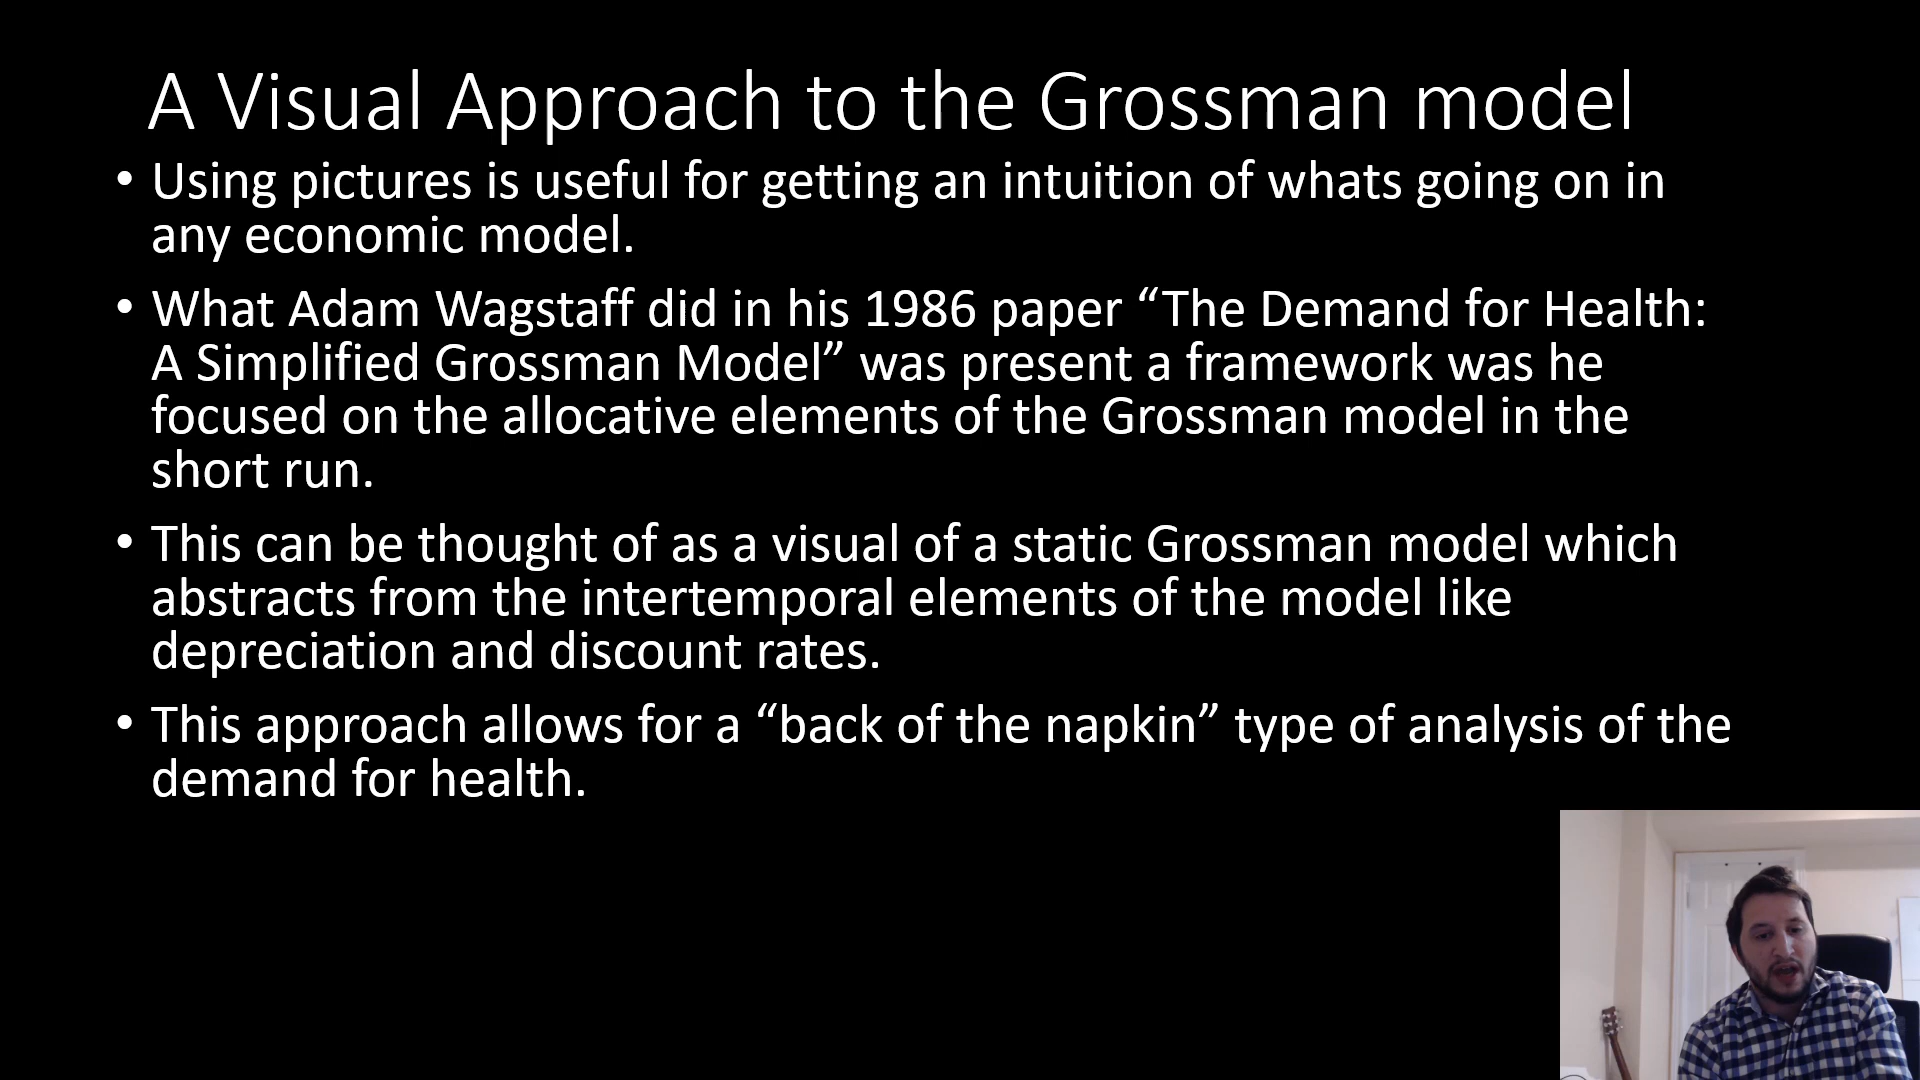 A Visual Approach to the Grossman model
• Using pictures is useful for getting an intuition of whats going on in
any economic model.
• What Adam Wagstaff did in his 1986 paper “The Demand for Health:
A Simplified Grossman Model” was present a framework was he
focused on the allocative elements of the Grossman model in the
short run.
• This can be thought of as a visual of a static Grossman model which
abstracts from the intertemporal elements of the model like
depreciation and discount rates.
• This approach allows for a “back of the napkin” type of analysis of the
demand for health.